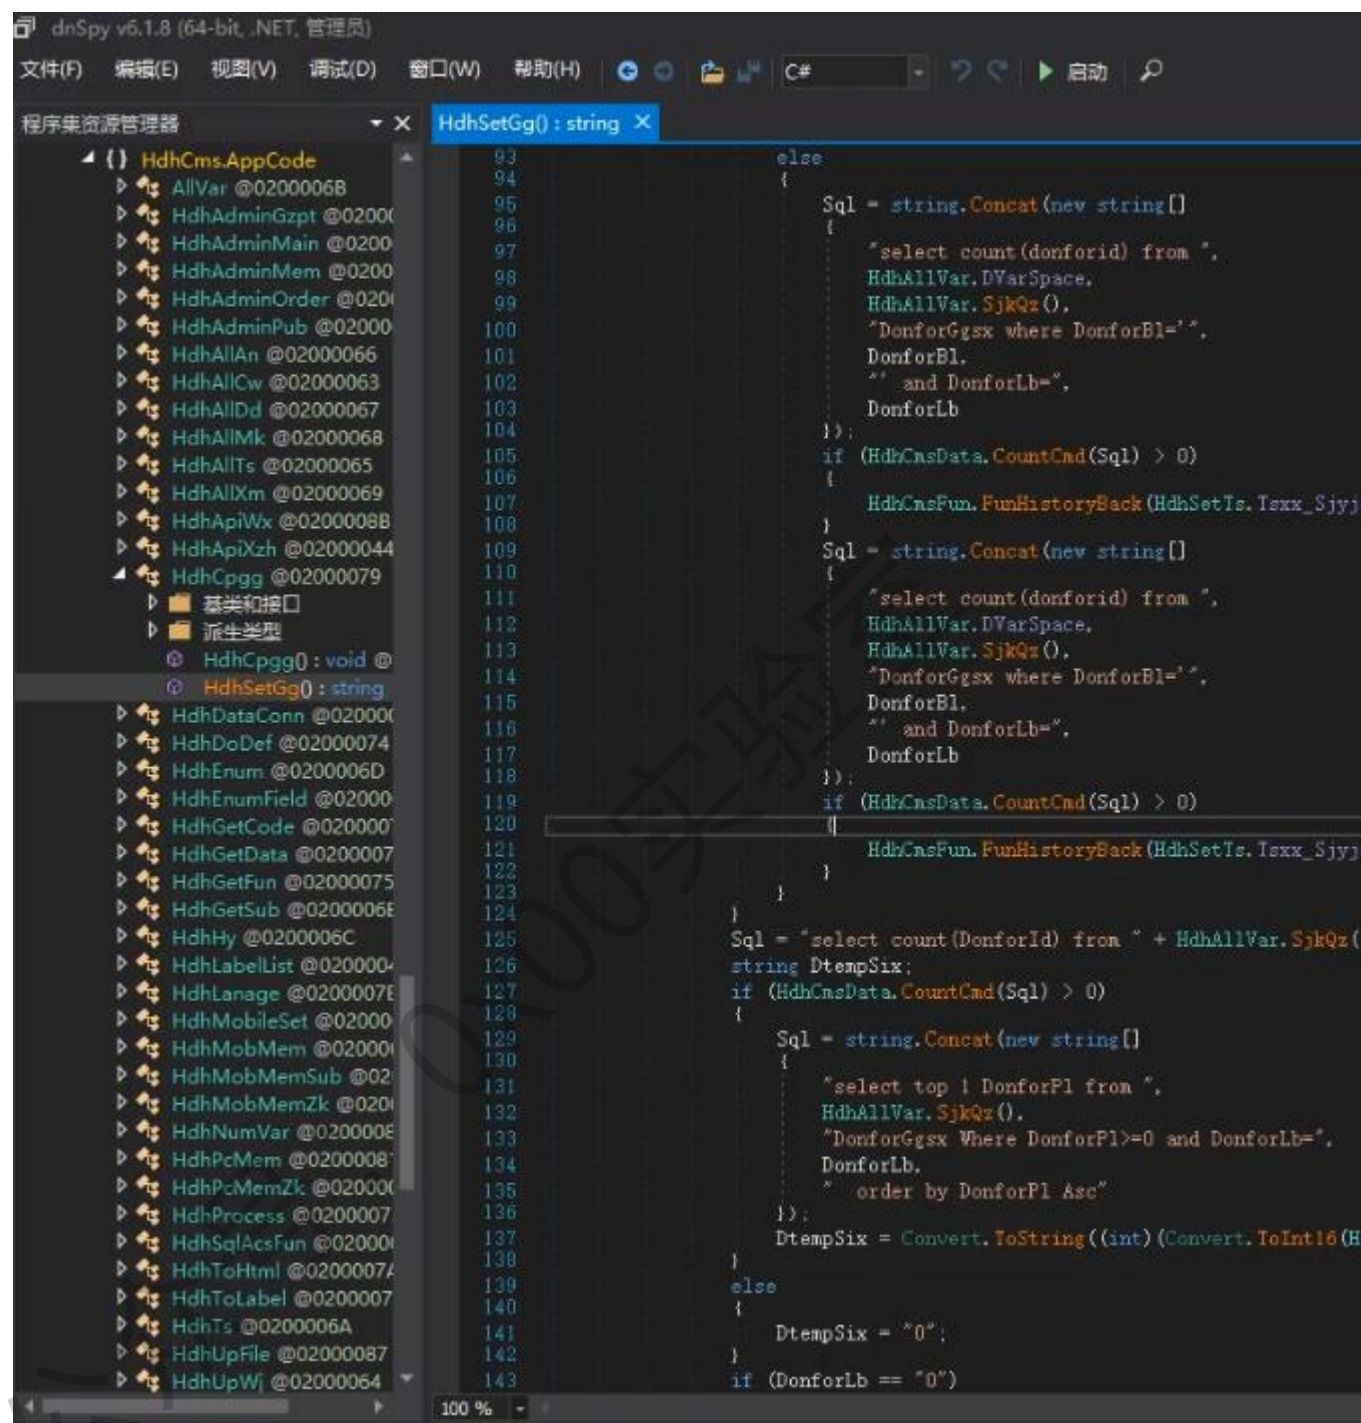 dnSpy v6.1.8 (64-bit, .NET, 管理员)
文件(F) 编辑(E) 视图(V) 调试(D) 窗口(W) 帮助(H) C# 启动
程序集资源管理器
HdhSetGg() : string
{ } HdhCms.AppCode
AllVar @0200006B
HdhAdminGzpt @0200
HdhAdminMain @0200
HdhAdminMem @0200
HdhAdminOrder @020
HdhAdminPub @02000
HdhAllAn @02000066
HdhAllCw @02000063
HdhAllDd @02000067
HdhAllMk @02000068
HdhAllTs @02000065
HdhAllXm @02000069
HdhApiWx @0200008B
HdhApiXzh @02000044
HdhCpgg @02000079
基类和接口
派生类型
HdhCpgg() : void @
HdhSetGg() : string
HdhDataConn @02000
HdhDoDef @02000074
HdhEnum @0200006D
HdhEnumField @02000
HdhGetCode @020000
HdhGetData @0200007
HdhGetFun @02000075
HdhGetSub @0200006E
HdhHy @0200006C
HdhLabelList @020000
HdhLanage @0200007E
HdhMobileSet @02000
HdhMobMem @02000
HdhMobMemSub @02
HdhMobMemZk @020
HdhNumVar @0200008
HdhPcMem @0200008
HdhPcMemZk @02000
HdhProcess @0200007
HdhSqlAcsFun @02000
HdhToHtml @0200007A
HdhToLabel @0200007
HdhTs @0200006A
HdhUpFile @02000087
HdhUpWj @02000064
93 else
94 {
95 Sql = string.Concat(new string[]
96 {
97 "select count(donforid) from ",
98 HdhAllVar.DVarSpace,
99 HdhAllVar.SjkQz(),
100 "DonforGgsx where DonforBl='",
101 DonforBl,
102 "' and DonforLb=",
103 DonforLb
104 });
105 if (HdhCmsData.CountCmd(Sql) > 0)
106 {
107 HdhCmsFun.FunHistoryBack(HdhSetTs.Tsxx_Sjyj
108 }
109 Sql = string.Concat(new string[]
110 {
111 "select count(donforid) from ",
112 HdhAllVar.DVarSpace,
113 HdhAllVar.SjkQz(),
114 "DonforGgsx where DonforBl='",
115 DonforBl,
116 "' and DonforLb=",
117 DonforLb
118 });
119 if (HdhCmsData.CountCmd(Sql) > 0)
120 {
121 HdhCmsFun.FunHistoryBack(HdhSetTs.Tsxx_Sjyj
122 }
123 }
124 }
125 Sql = "select count(DonforId) from " + HdhAllVar.SjkQz(
126 string DtempSix;
127 if (HdhCmsData.CountCmd(Sql) > 0)
128 {
129 Sql = string.Concat(new string[]
130 {
131 "select top 1 DonforPl from ",
132 HdhAllVar.SjkQz(),
133 "DonforGgsx Where DonforPl>=0 and DonforLb=",
134 DonforLb,
135 " order by DonforPl Asc"
136 });
137 DtempSix = Convert.ToString((int)(Convert.ToInt16(H
138 }
139 else
140 {
141 DtempSix = "0";
142 }
143 if (DonforLb == "0")
100 %
0x00实验室